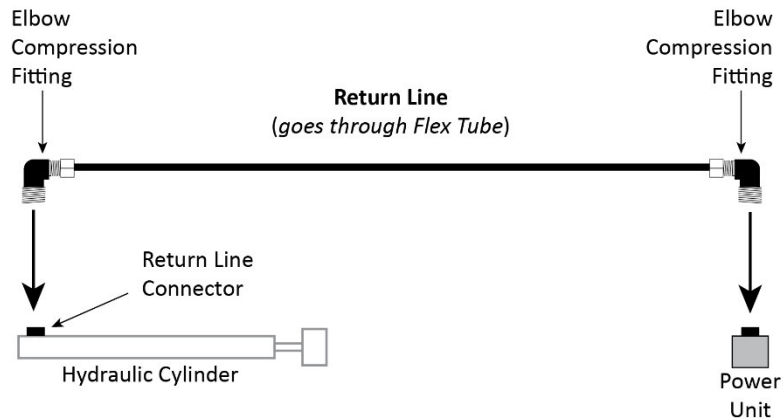 Elbow
Compression
Fitting
Elbow
Compression
Fitting
Return Line
(goes through Flex Tube)
Return Line
Connector
Hydraulic Cylinder
Power
Unit